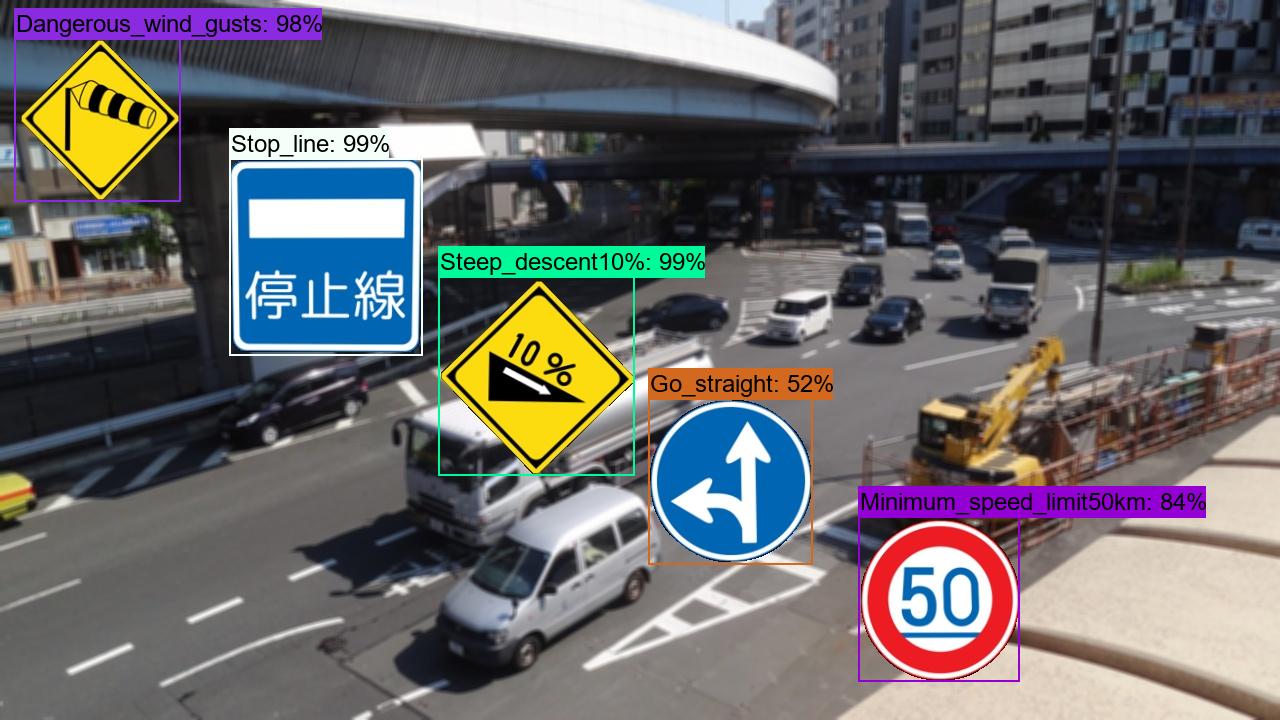 Dangerous_wind_gusts: 98%
Stop_line: 99%
停止線
Steep_descent10%: 99%
10%
Go_straight: 52%
Minimum_speed_limit50km: 84%
50